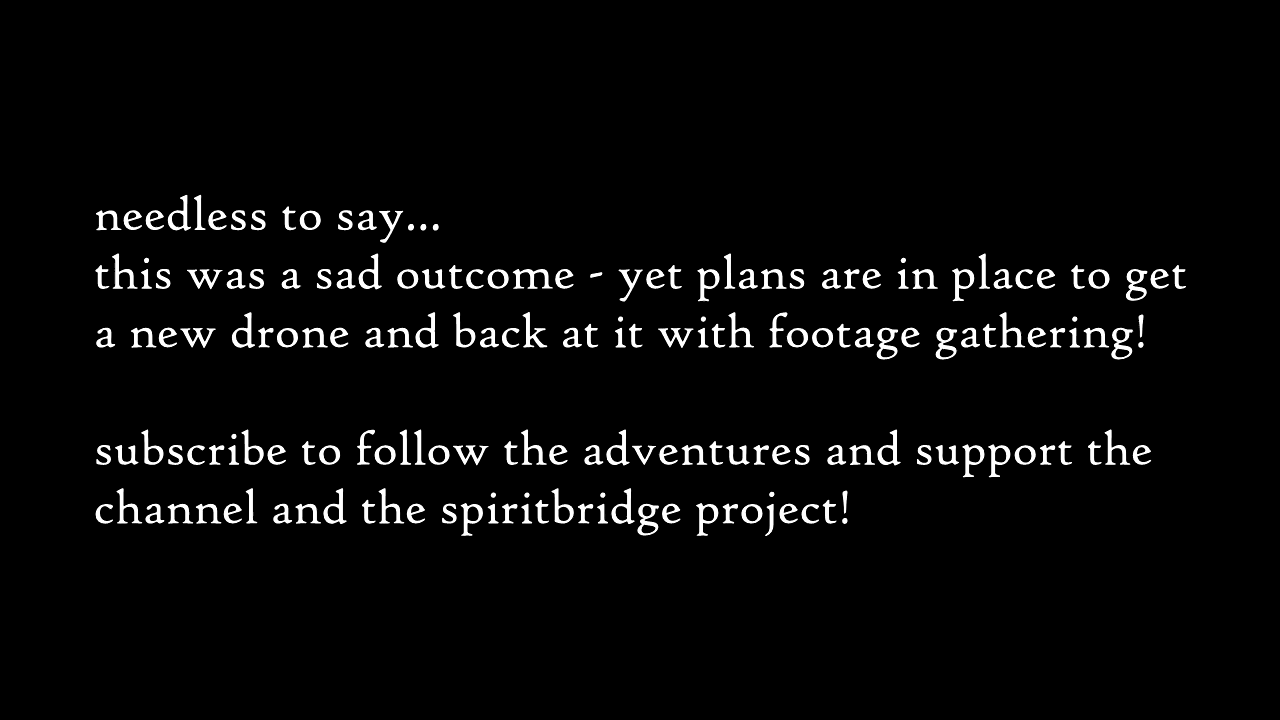 needless to say...
this was a sad outcome - yet plans are in place to get
a new drone and back at it with footage gathering!
subscribe to follow the adventures and support the
channel and the spiritbridge project!